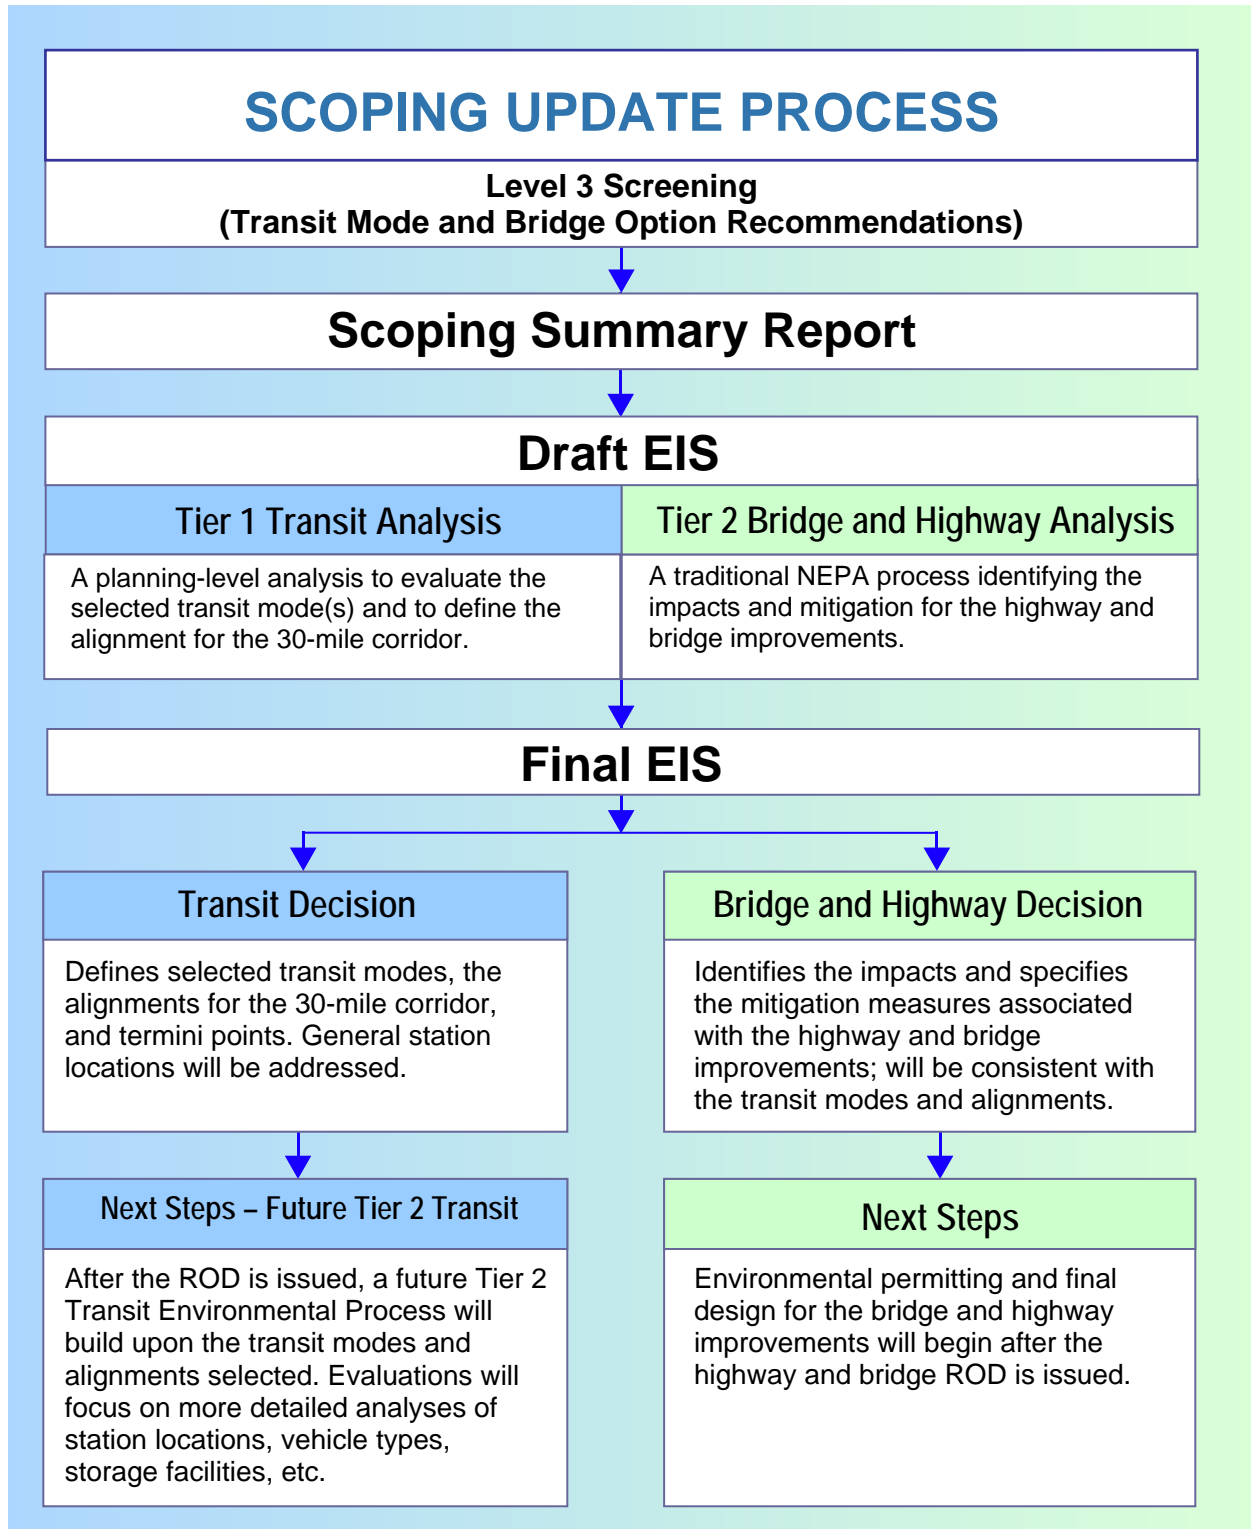 SCOPING UPDATE PROCESS
Level 3 Screening
(Transit Mode and Bridge Option Recommendations)
Scoping Summary Report
Draft EIS
Tier 1 Transit Analysis
A planning-level analysis to evaluate the
selected transit mode(s) and to define the
alignment for the 30-mile corridor.
Tier 2 Bridge and Highway Analysis
A traditional NEPA process identifying the
impacts and mitigation for the highway and
bridge improvements.
Final EIS
Transit Decision
Defines selected transit modes, the
alignments for the 30-mile corridor,
and termini points. General station
locations will be addressed.
Bridge and Highway Decision
Identifies the impacts and specifies
the mitigation measures associated
with the highway and bridge
improvements; will be consistent with
the transit modes and alignments.
Next Steps – Future Tier 2 Transit
After the ROD is issued, a future Tier 2
Transit Environmental Process will
build upon the transit modes and
alignments selected. Evaluations will
focus on more detailed analyses of
station locations, vehicle types,
storage facilities, etc.
Next Steps
Environmental permitting and final
design for the bridge and highway
improvements will begin after the
highway and bridge ROD is issued.